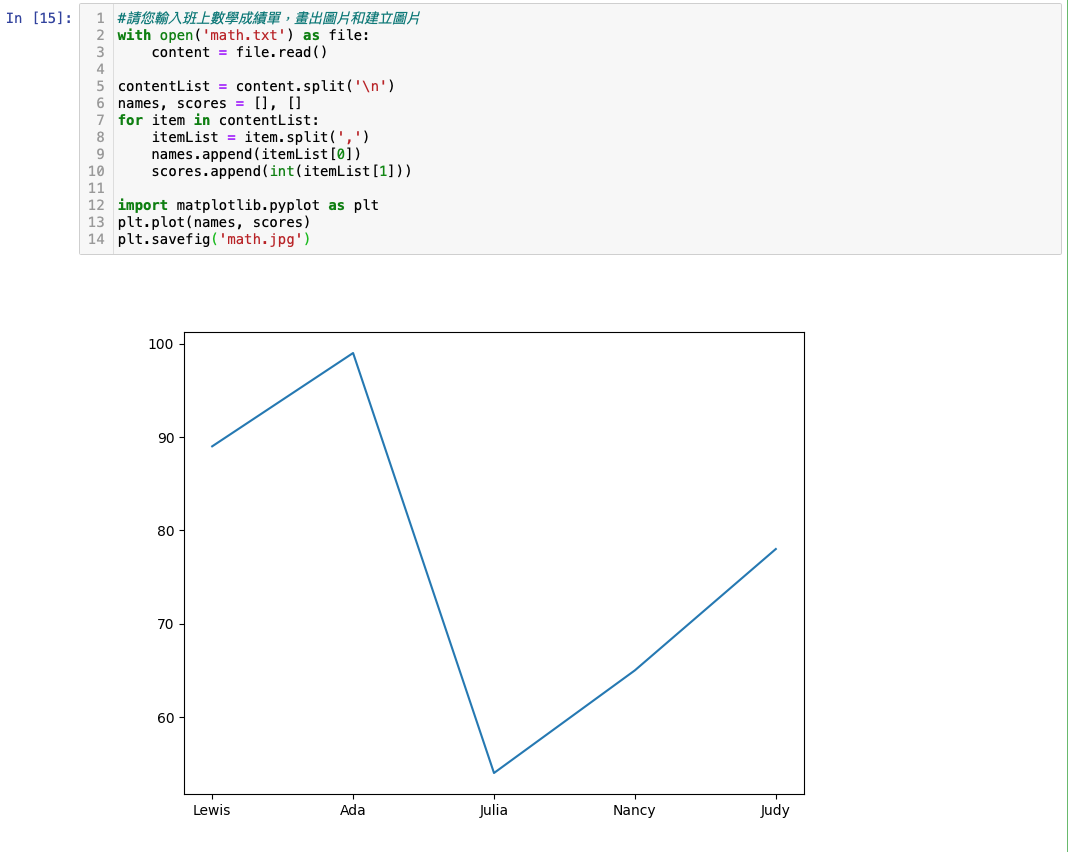 In [15]:
1 #請您輸入班上數學成績單，畫出圖片和建立圖片
2 with open('math.txt') as file:
3     content = file.read()
4
5 contentList = content.split('\n')
6 names, scores = [], []
7 for item in contentList:
8     itemList = item.split(',')
9     names.append(itemList[0])
10     scores.append(int(itemList[1]))
11
12 import matplotlib.pyplot as plt
13 plt.plot(names, scores)
14 plt.savefig('math.jpg')
100
90
80
70
60
Lewis Ada Julia Nancy Judy